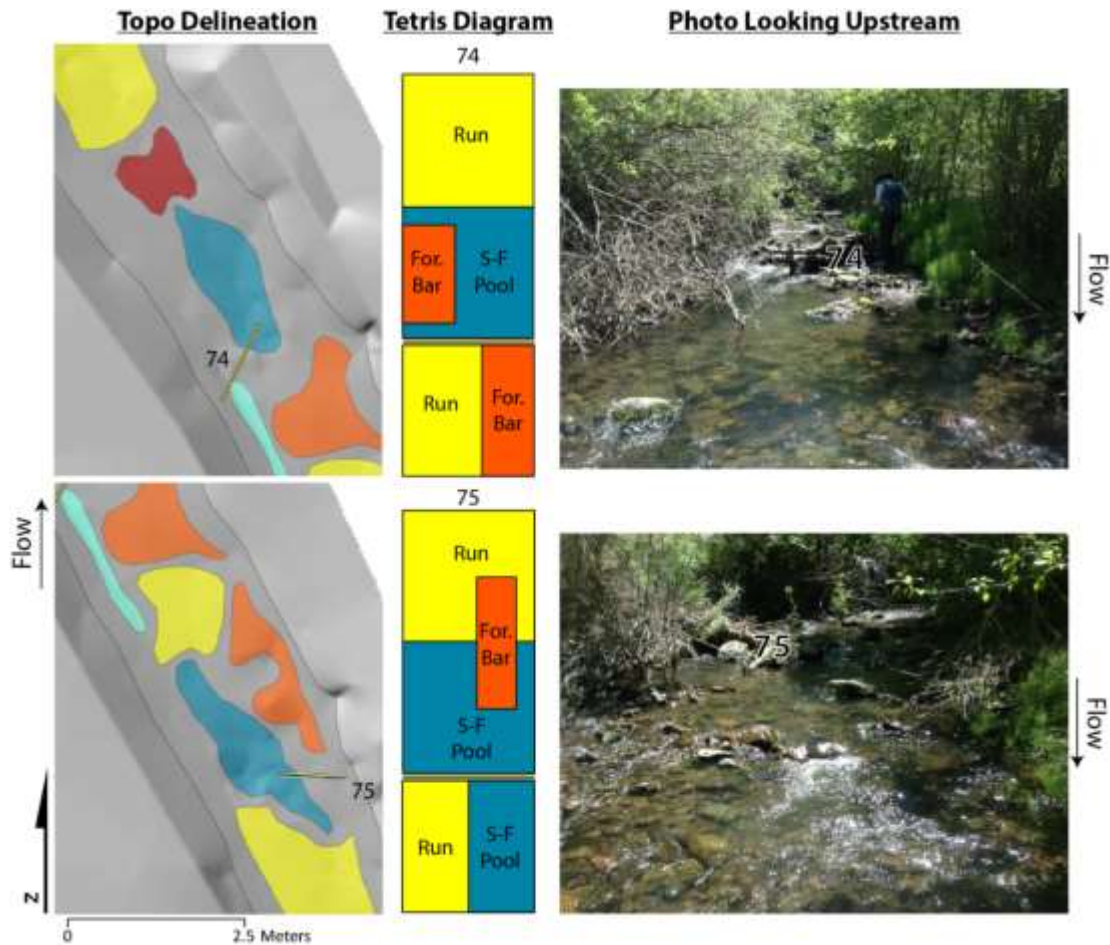 Topo Delineation
Tetris Diagram
Photo Looking Upstream
74
Run
For.
Bar
S-F
Pool
Run
For.
Bar
74
74
Flow
75
Run
For.
Bar
S-F
Pool
Run
S-F
Pool
75
75
Flow
Flow
N
0
2.5 Meters